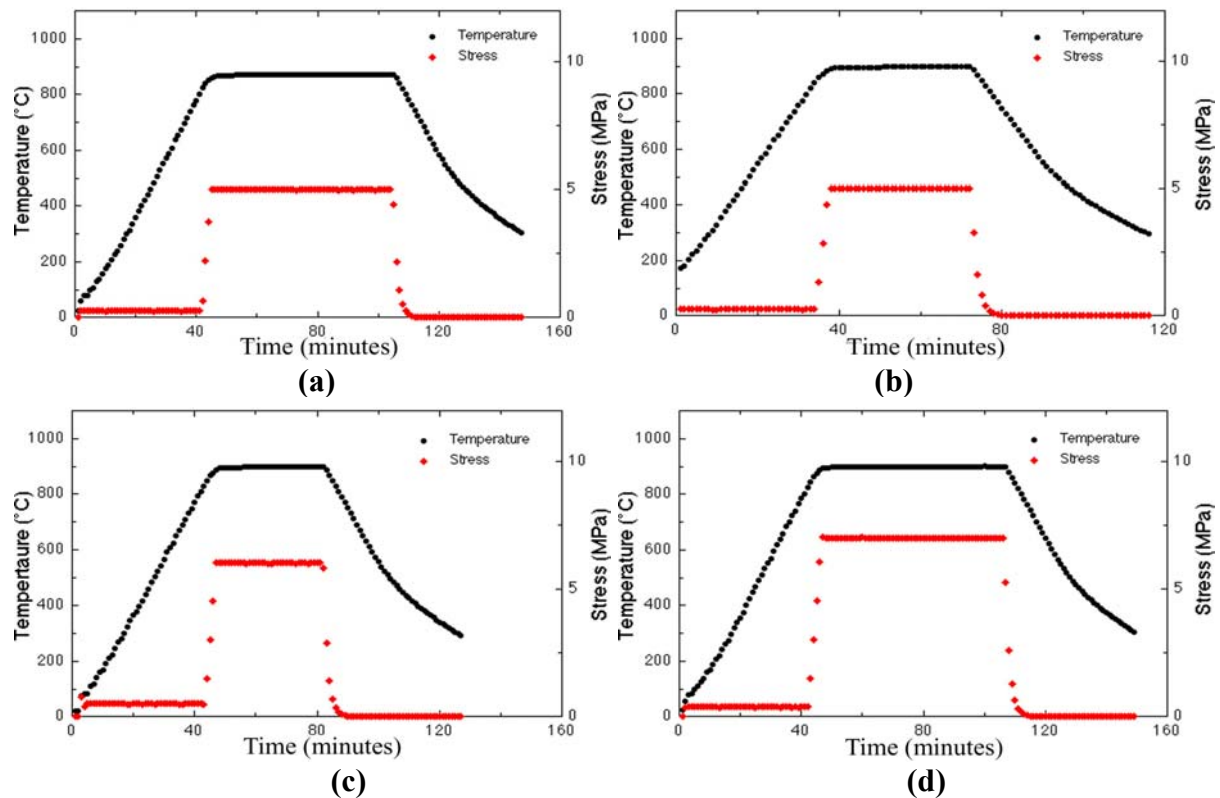 1000
800
600
400
200
0
Temperature (°C)
Temperature
Stress
10
5
0
Stress (MPa)
0 40 80 120 160
Time (minutes)
(a)
1000
800
600
400
200
0
Temperature (°C)
Temperature
Stress
10
5
0
Stress (MPa)
0 40 80 120
Time (minutes)
(b)
1000
800
600
400
200
0
Tempertaure (°C)
Temperature
Stress
10
5
0
Stress (MPa)
0 40 80 120 160
Time (minutes)
(c)
1000
800
600
400
200
0
Temperature (°C)
Temperature
Stress
10
5
0
Stress (MPa)
0 40 80 120 160
Time (minutes)
(d)